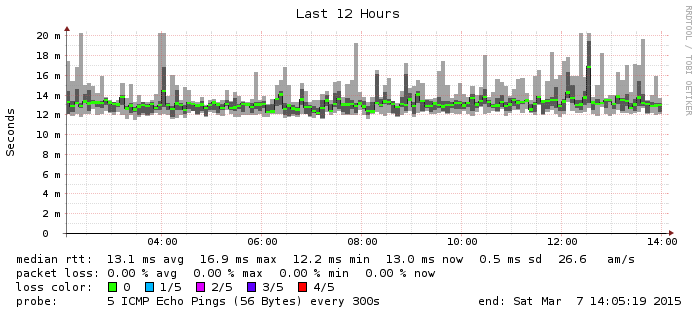 Last 12 Hours
RRDTOOL / TOBI OETIKER
Seconds
20 m
18 m
16 m
14 m
12 m
10 m
8 m
6 m
4 m
2 m
0
04:00 06:00 08:00 10:00 12:00 14:00
median rtt: 13.1 ms avg 16.9 ms max 12.2 ms min 13.0 ms now 0.5 ms sd 26.6 am/s
packet loss: 0.00 % avg 0.00 % max 0.00 % min 0.00 % now
loss color: 0 1/5 2/5 3/5 4/5
probe: 5 ICMP Echo Pings (56 Bytes) every 300s end: Sat Mar 7 14:05:19 2015